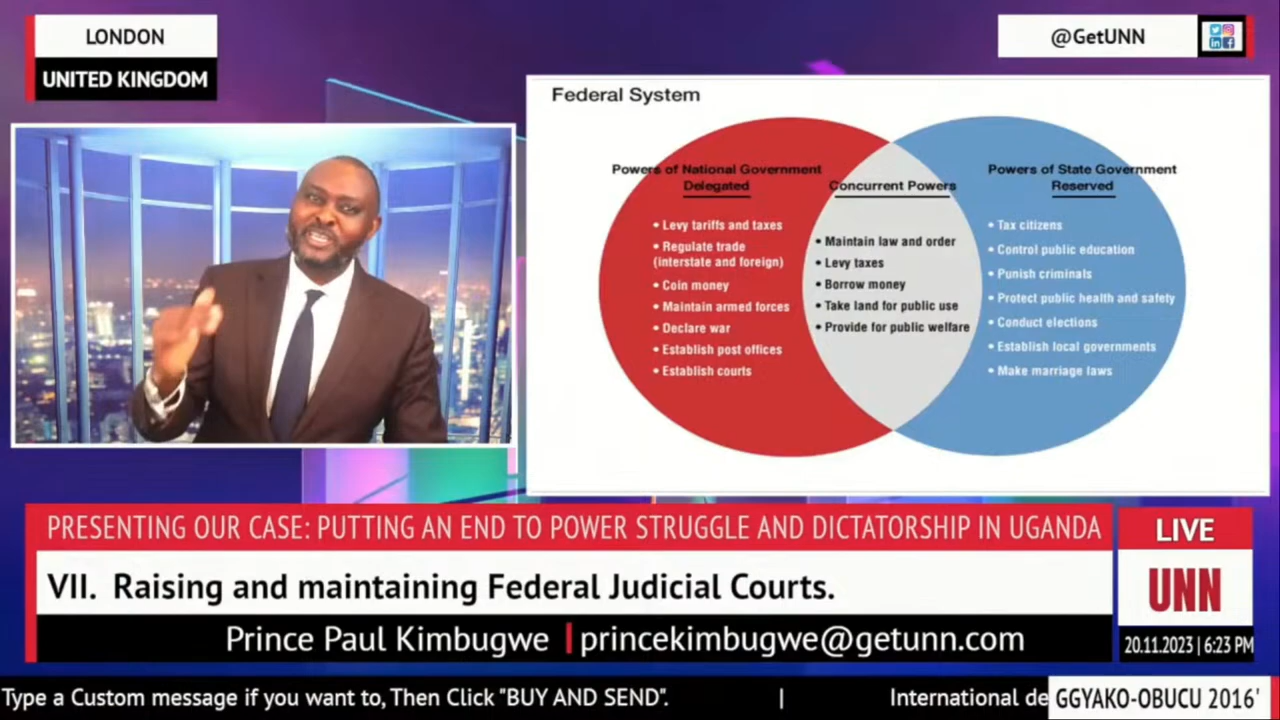 LONDON
UNITED KINGDOM
@GetUNN
Federal System
Powers of National Government
Delegated
• Levy tariffs and taxes
• Regulate trade
(interstate and foreign)
• Coin money
• Maintain armed forces
• Declare war
• Establish post offices
• Establish courts
Concurrent Powers
• Maintain law and order
• Levy taxes
• Borrow money
• Take land for public use
• Provide for public welfare
Powers of State Government
Reserved
• Tax citizens
• Control public education
• Punish criminals
• Protect public health and safety
• Conduct elections
• Establish local governments
• Make marriage laws
PRESENTING OUR CASE: PUTTING AN END TO POWER STRUGGLE AND DICTATORSHIP IN UGANDA
VII. Raising and maintaining Federal Judicial Courts.
Prince Paul Kimbugwe | princekimbugwe@getunn.com
LIVE
UNN
20.11.2023 | 6:23 PM
Type a Custom message if you want to, Then Click "BUY AND SEND". | International de
GGYAKO-OBUCU 2016'